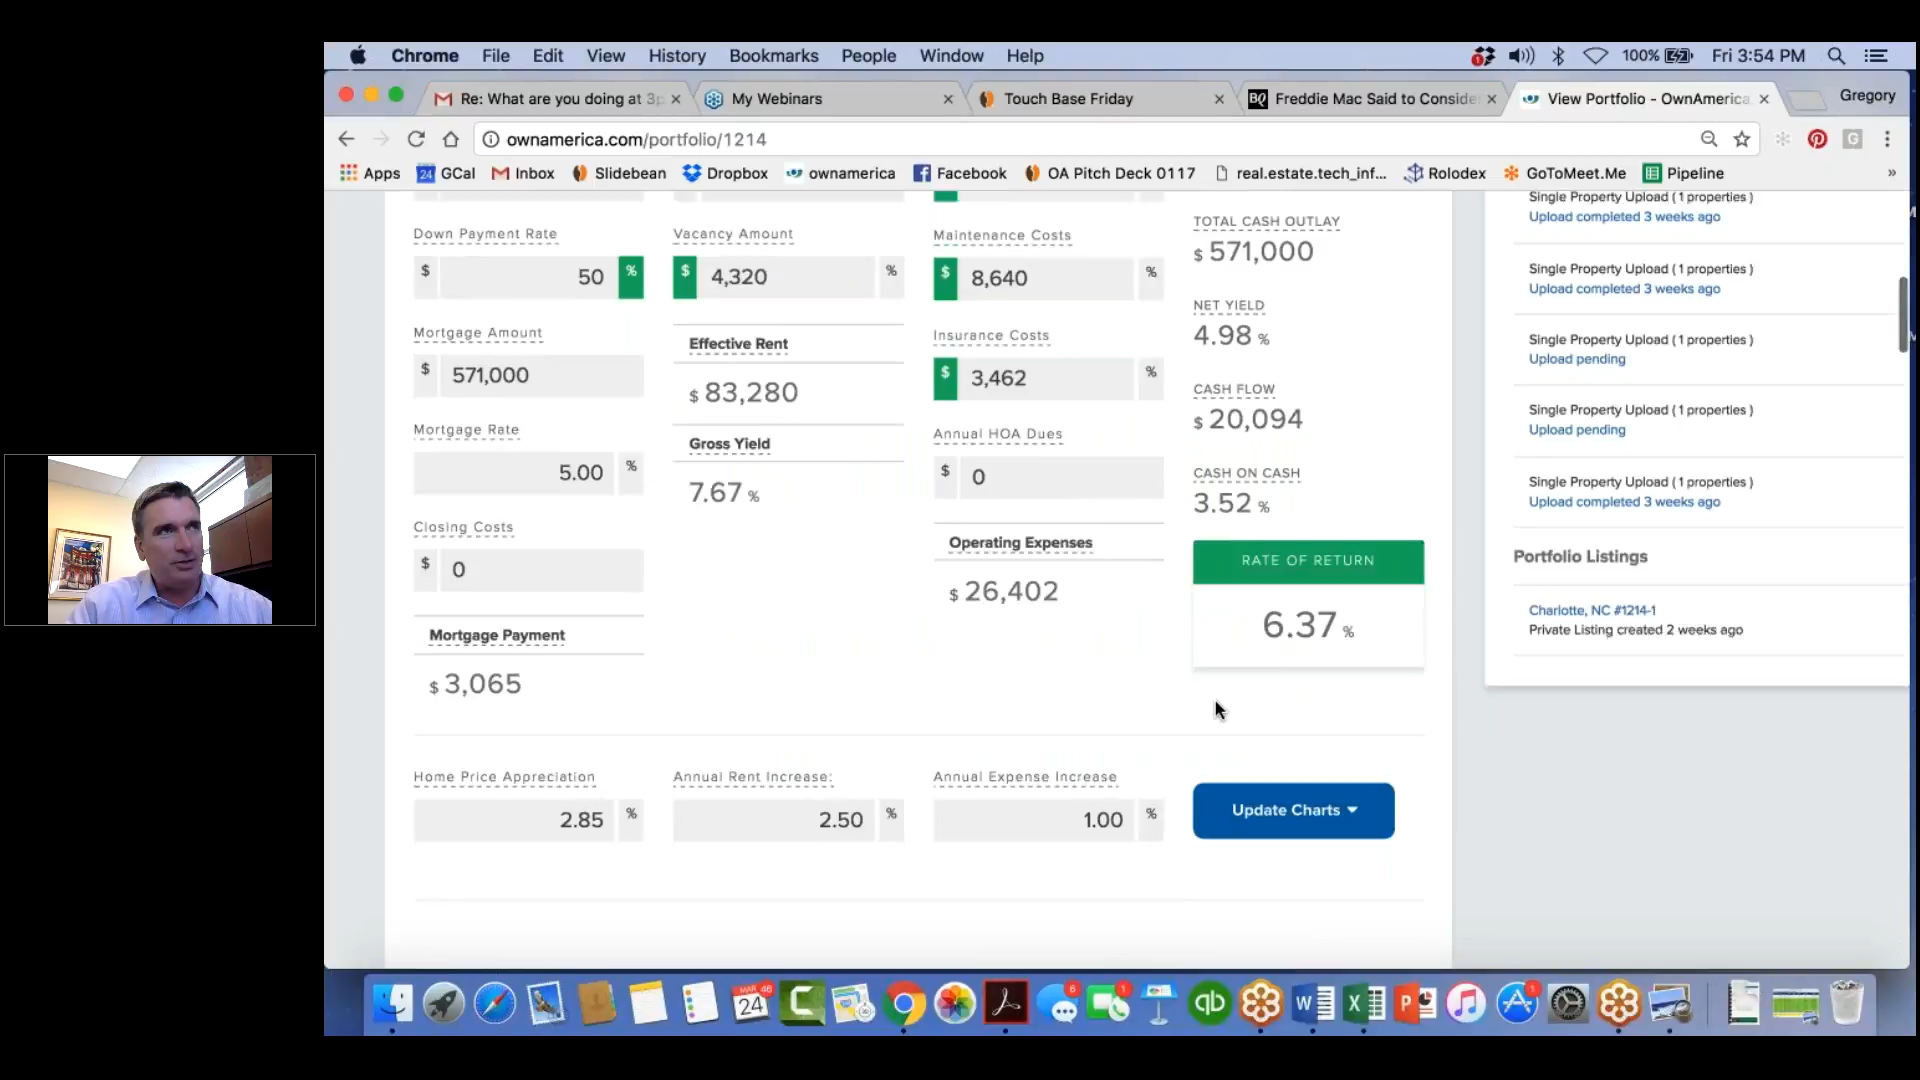 Chrome File Edit View History Bookmarks People Window Help 100% Fri 3:54 PM
Re: What are you doing at 3p
My Webinars
Touch Base Friday
BQ Freddie Mac Said to Conside
View Portfolio - OwnAmerica
Gregory
ownamerica.com/portfolio/1214
Apps 24 GCal Inbox Slidebean Dropbox ownamerica Facebook OA Pitch Deck 0117 real.estate.tech_inf... Rolodex GoToMeet.Me Pipeline »
Down Payment Rate
$ 50 %
Mortgage Amount
$ 571,000
Mortgage Rate
5.00 %
Closing Costs
$ 0
Mortgage Payment
$ 3,065
Vacancy Amount
$ 4,320 %
Effective Rent
$ 83,280
Gross Yield
7.67 %
Maintenance Costs
$ 8,640 %
Insurance Costs
$ 3,462 %
Annual HOA Dues
$ 0
Operating Expenses
$ 26,402
TOTAL CASH OUTLAY
$ 571,000
NET YIELD
4.98 %
CASH FLOW
$ 20,094
CASH ON CASH
3.52 %
RATE OF RETURN
6.37 %
Home Price Appreciation
2.85 %
Annual Rent Increase:
2.50 %
Annual Expense Increase
1.00 %
Update Charts
Single Property Upload ( 1 properties )
Upload completed 3 weeks ago
Single Property Upload ( 1 properties )
Upload completed 3 weeks ago
Single Property Upload ( 1 properties )
Upload pending
Single Property Upload ( 1 properties )
Upload pending
Single Property Upload ( 1 properties )
Upload completed 3 weeks ago
Portfolio Listings
Charlotte, NC #1214-1
Private Listing created 2 weeks ago
MAR 46
24
6
1
qb
W
X
P
1